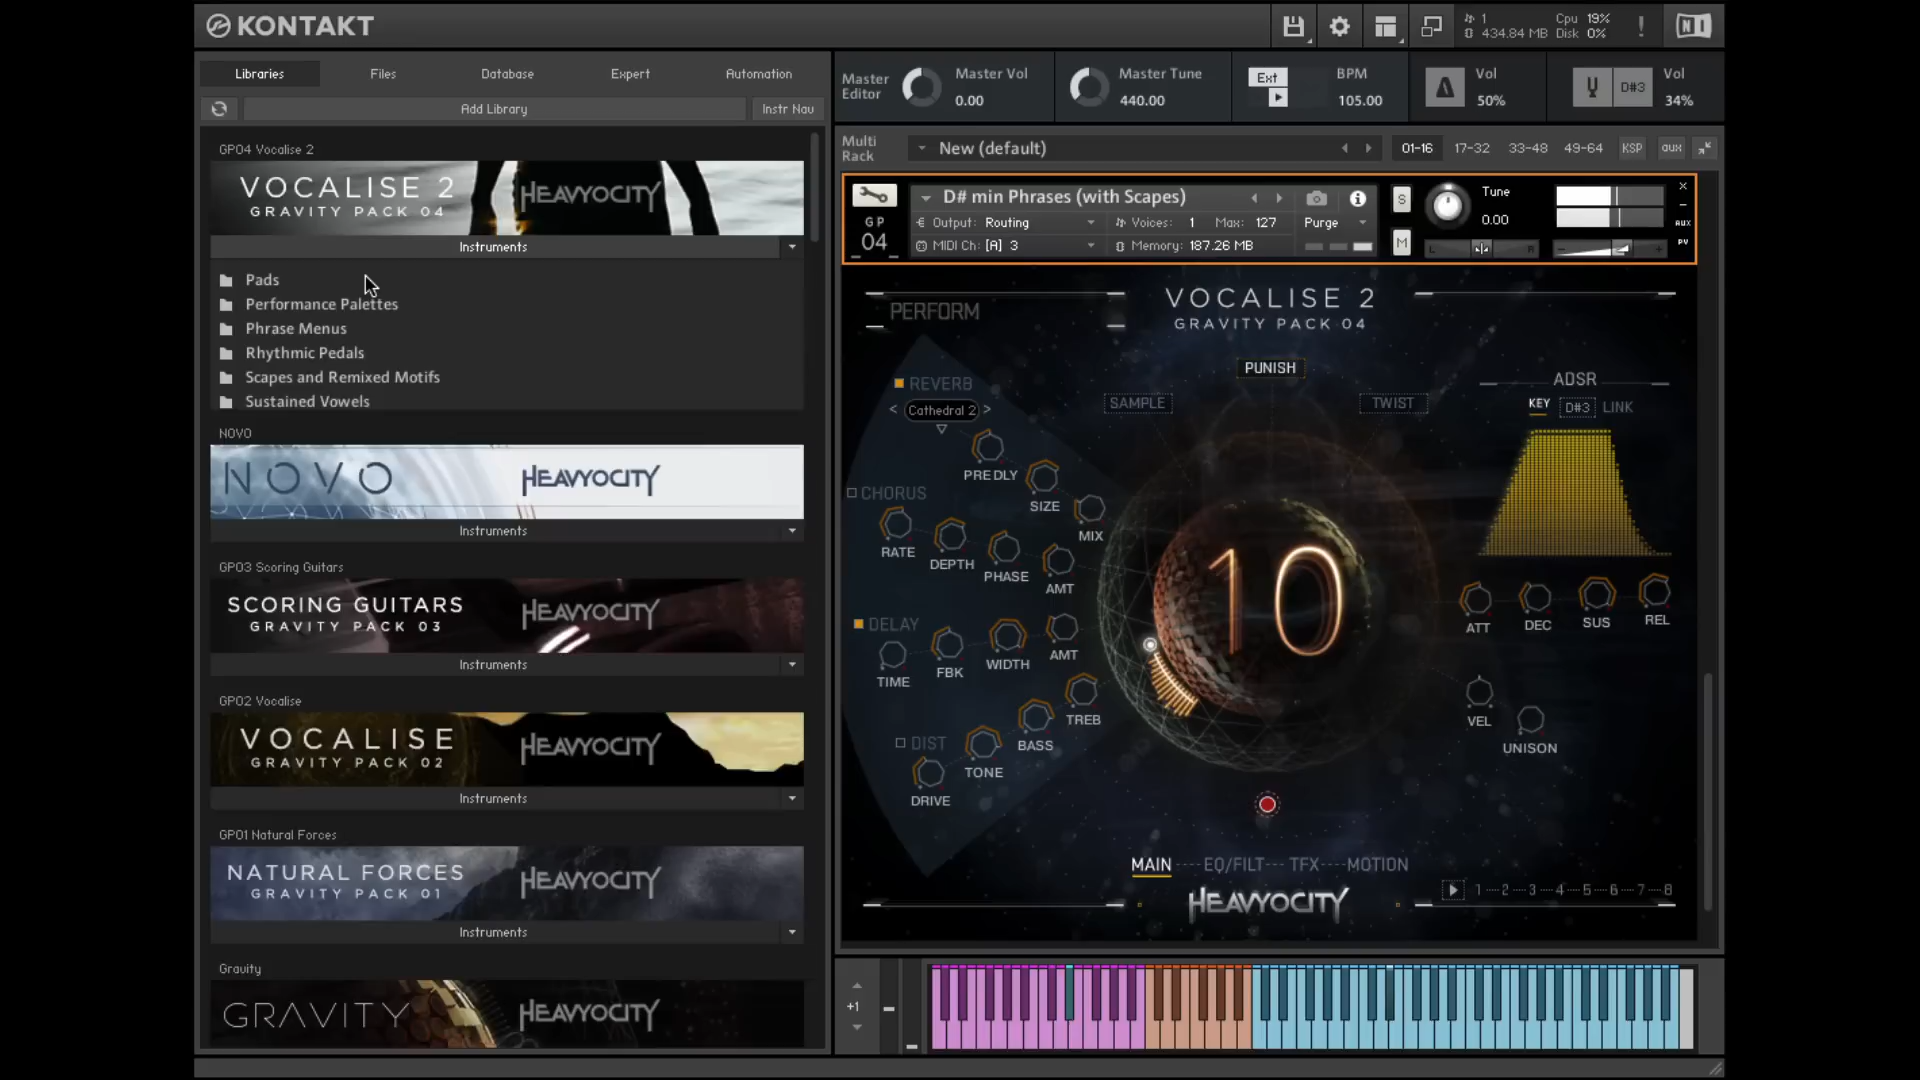 KONTAKT
1
434.84 MB
Cpu 19%
Disk 0%
!
NI
Libraries
Files
Database
Expert
Automation
Add Library
Instr Nav
Master Editor
Master Vol
0.00
Master Tune
440.00
Ext
BPM
105.00
Vol
50%
D#3
Vol
34%
Multi Rack
New (default)
01-16
17-32
33-48
49-64
KSP
aux
GP04 Vocalise 2
VOCALISE 2
GRAVITY PACK 04
HEAVYOCITY
Instruments
Pads
Performance Palettes
Phrase Menus
Rhythmic Pedals
Scapes and Remixed Motifs
Sustained Vowels
NOVO
NOVO
HEAVYOCITY
Instruments
GP03 Scoring Guitars
SCORING GUITARS
GRAVITY PACK 03
HEAVYOCITY
Instruments
GP02 Vocalise
VOCALISE
GRAVITY PACK 02
HEAVYOCITY
Instruments
GP01 Natural Forces
NATURAL FORCES
GRAVITY PACK 01
HEAVYOCITY
Instruments
Gravity
GRAVITY
HEAVYOCITY
GP
04
D# min Phrases (with Scapes)
Output: Routing
Voices: 1 Max: 127
Purge
MIDI Ch: [A] 3
Memory: 187.26 MB
S
M
Tune
0.00
L
R
AUX
PV
PERFORM
VOCALISE 2
GRAVITY PACK 04
PUNISH
SAMPLE
TWIST
REVERB
< Cathedral 2 >
PRE DLY
SIZE
MIX
CHORUS
RATE
DEPTH
PHASE
AMT
DELAY
TIME
FBK
WIDTH
AMT
DIST
DRIVE
TONE
BASS
TREB
10
ADSR
KEY
D#3
LINK
ATT
DEC
SUS
REL
VEL
UNISON
MAIN
EQ/FILT
TFX
MOTION
HEAVYOCITY
1--2--3--4--5--6--7--8
+1